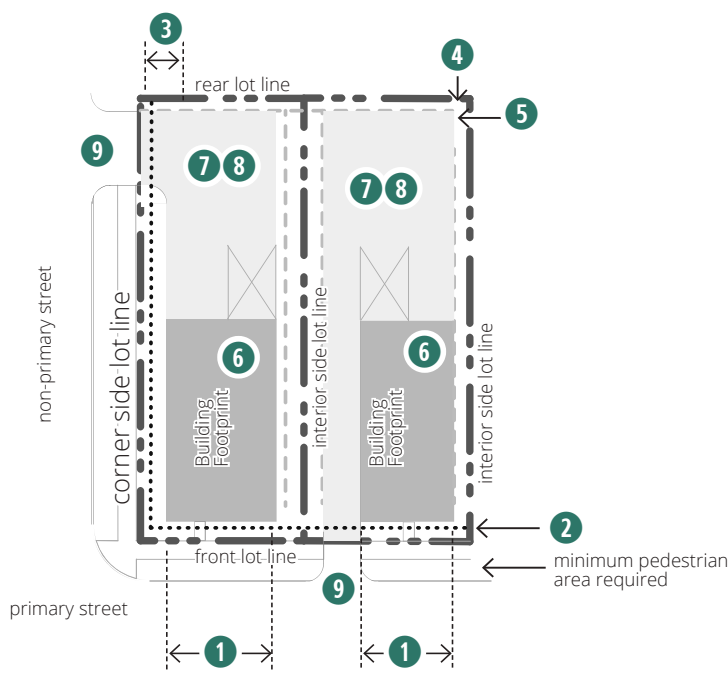 3
4
rear lot line
5
9
7 8
7 8
non-primary street
corner side lot line
interior side lot line
interior side lot line
6
6
Building
Footprint
Building
Footprint
2
front lot line
minimum pedestrian
area required
9
primary street
1
1